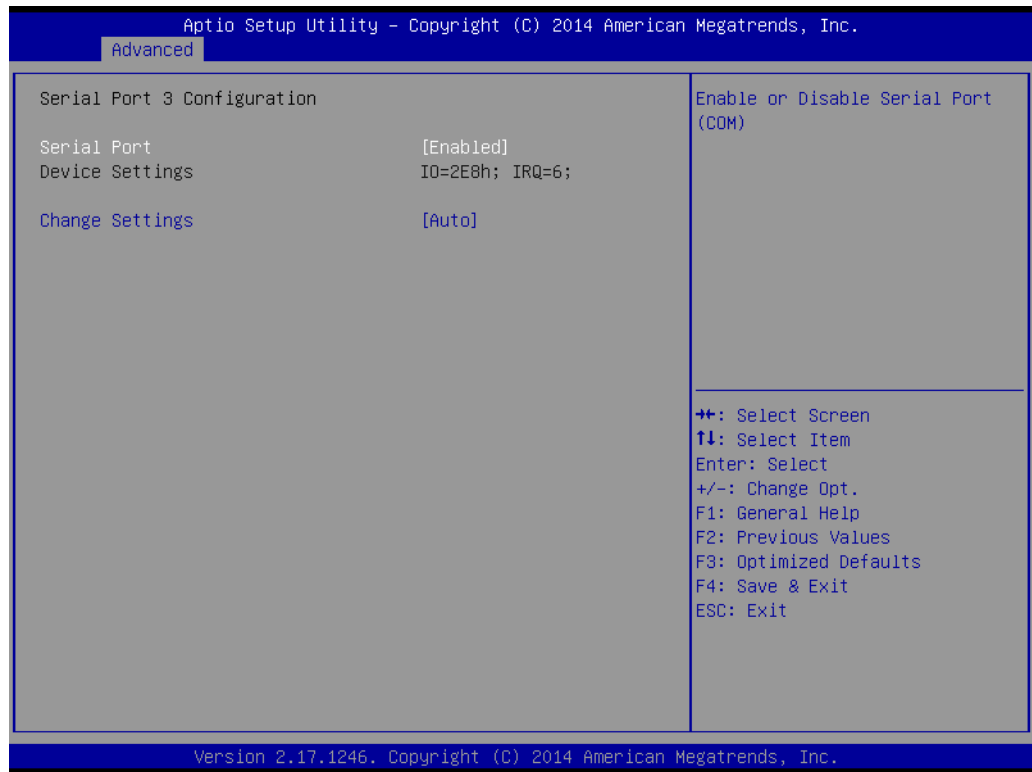 Aptio Setup Utility – Copyright (C) 2014 American Megatrends, Inc.
Advanced
Serial Port 3 Configuration
Serial Port [Enabled]
Device Settings IO=2E8h; IRQ=6;
Change Settings [Auto]
Enable or Disable Serial Port
(COM)
→←: Select Screen
↑↓: Select Item
Enter: Select
+/-: Change Opt.
F1: General Help
F2: Previous Values
F3: Optimized Defaults
F4: Save & Exit
ESC: Exit
Version 2.17.1246. Copyright (C) 2014 American Megatrends, Inc.